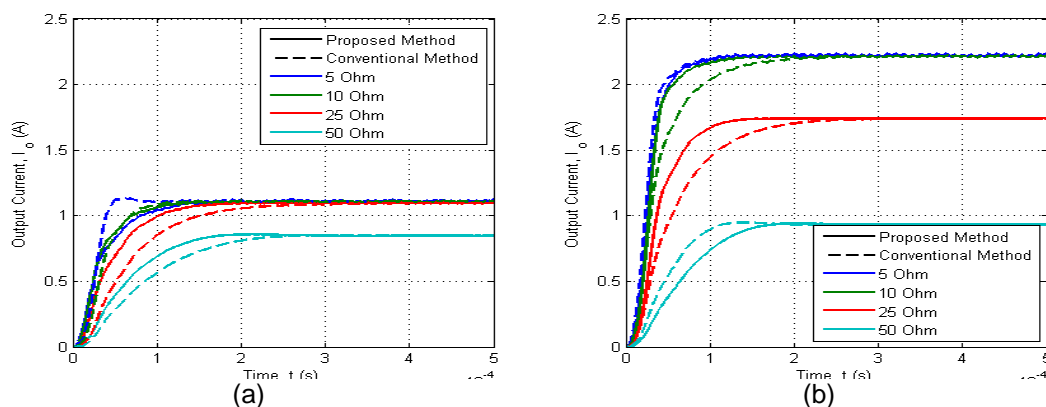 2.5
2
1.5
1
0.5
0
Output Current, I_o (A)
Proposed Method
Conventional Method
5 Ohm
10 Ohm
25 Ohm
50 Ohm
0 1 2 3 4 5
Time, t (s)
(a)
2.5
2
1.5
1
0.5
0
Output Current, I_o (A)
Proposed Method
Conventional Method
5 Ohm
10 Ohm
25 Ohm
50 Ohm
0 1 2 3 4 5
Time, t (s)
(b)